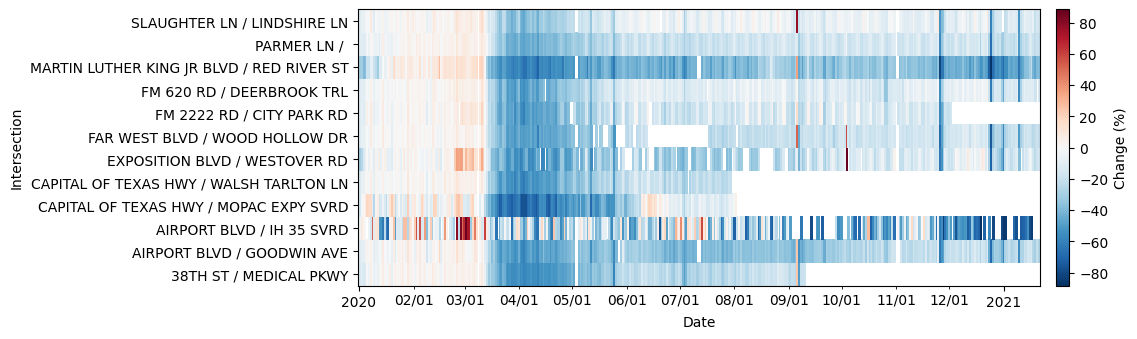 SLAUGHTER LN / LINDSHIRE LN
PARMER LN /
MARTIN LUTHER KING JR BLVD / RED RIVER ST
FM 620 RD / DEERBROOK TRL
FM 2222 RD / CITY PARK RD
FAR WEST BLVD / WOOD HOLLOW DR
EXPOSITION BLVD / WESTOVER RD
CAPITAL OF TEXAS HWY / WALSH TARLTON LN
CAPITAL OF TEXAS HWY / MOPAC EXPY SVRD
AIRPORT BLVD / IH 35 SVRD
AIRPORT BLVD / GOODWIN AVE
38TH ST / MEDICAL PKWY
Intersection
2020 02/01 03/01 04/01 05/01 06/01 07/01 08/01 09/01 10/01 11/01 12/01 2021
Date
80
60
40
20
0
−20
−40
−60
−80
Change (%)